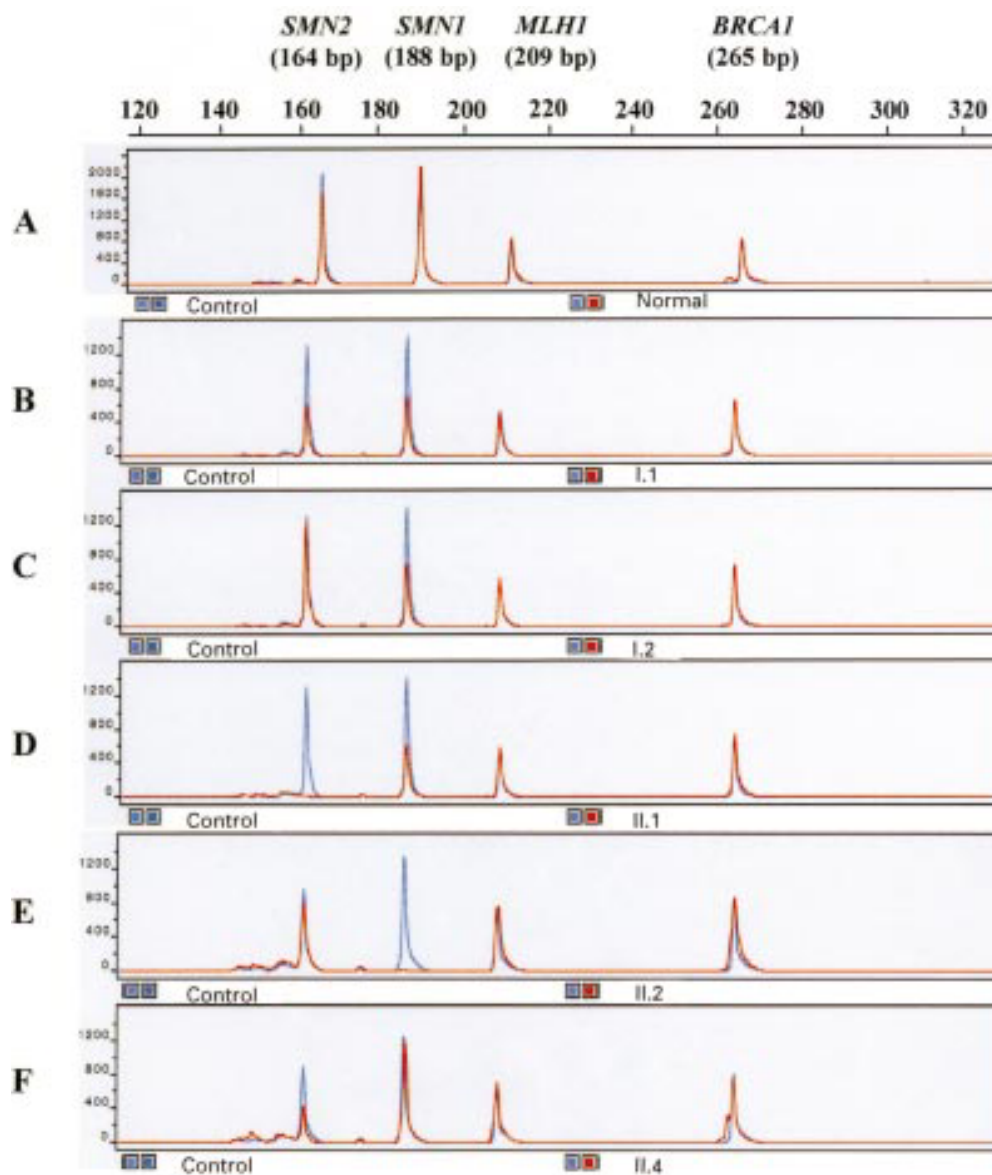 SMN2 SMN1 MLH1 BRCA1
(164 bp) (188 bp) (209 bp) (265 bp)
120 140 160 180 200 220 240 260 280 300 320
A
2000
1600
1200
800
400
0
Control Normal
B
1200
800
400
0
Control I.1
C
1200
800
400
0
Control I.2
D
1200
800
400
0
Control II.1
E
1200
800
400
0
Control II.2
F
1200
800
400
0
Control II.4